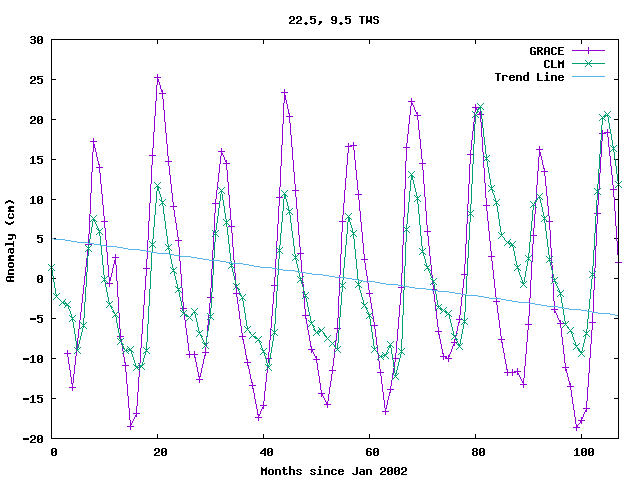 22.5, 9.5 TWS
GRACE
CLM
Trend Line
30
25
20
15
10
5
0
-5
-10
-15
-20
Anomaly (cm)
0 20 40 60 80 100
Months since Jan 2002